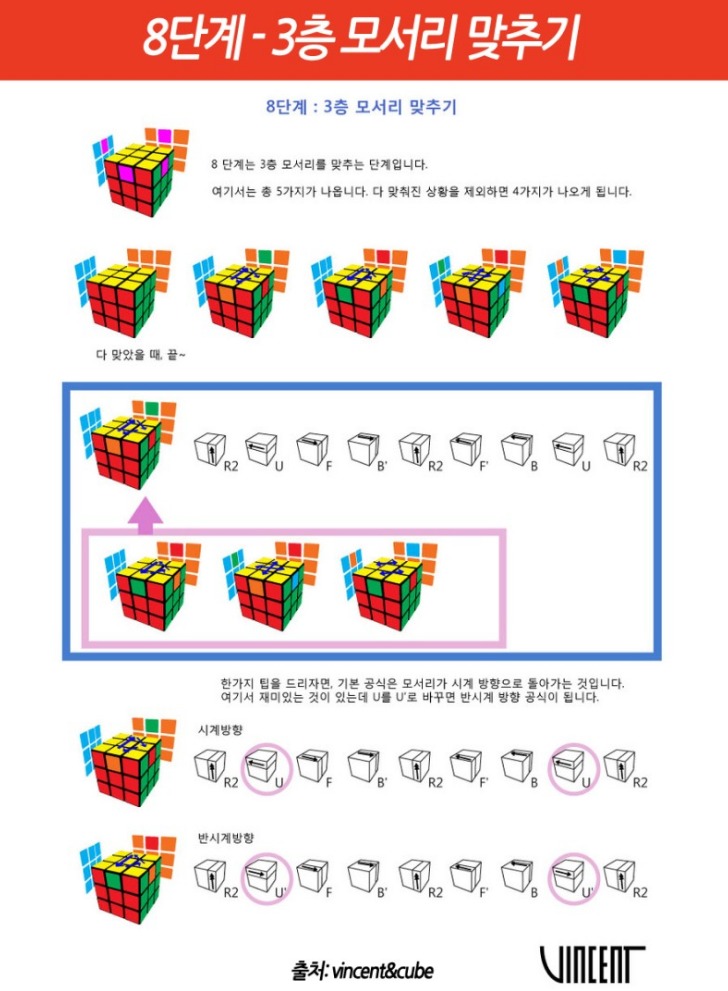 8단계 - 3층 모서리 맞추기
8단계 : 3층 모서리 맞추기
8 단계는 3층 모서리를 맞추는 단계입니다.
여기서는 총 5가지가 나옵니다. 다 맞춰진 상황을 제외하면 4가지가 나오게 됩니다.
다 맞았을 때, 끝~
R2 U F B' R2 F' B U R2
한가지 팁을 드리자면, 기본 공식은 모서리가 시계 방향으로 돌아가는 것입니다.
여기서 재미있는 것이 있는데 U를 U'로 바꾸면 반시계 방향 공식이 됩니다.
시계방향
R2 U F B' R2 F' B U R2
반시계방향
R2 U' F B' R2 F' B U' R2
출처: vincent&cube
VINCENT